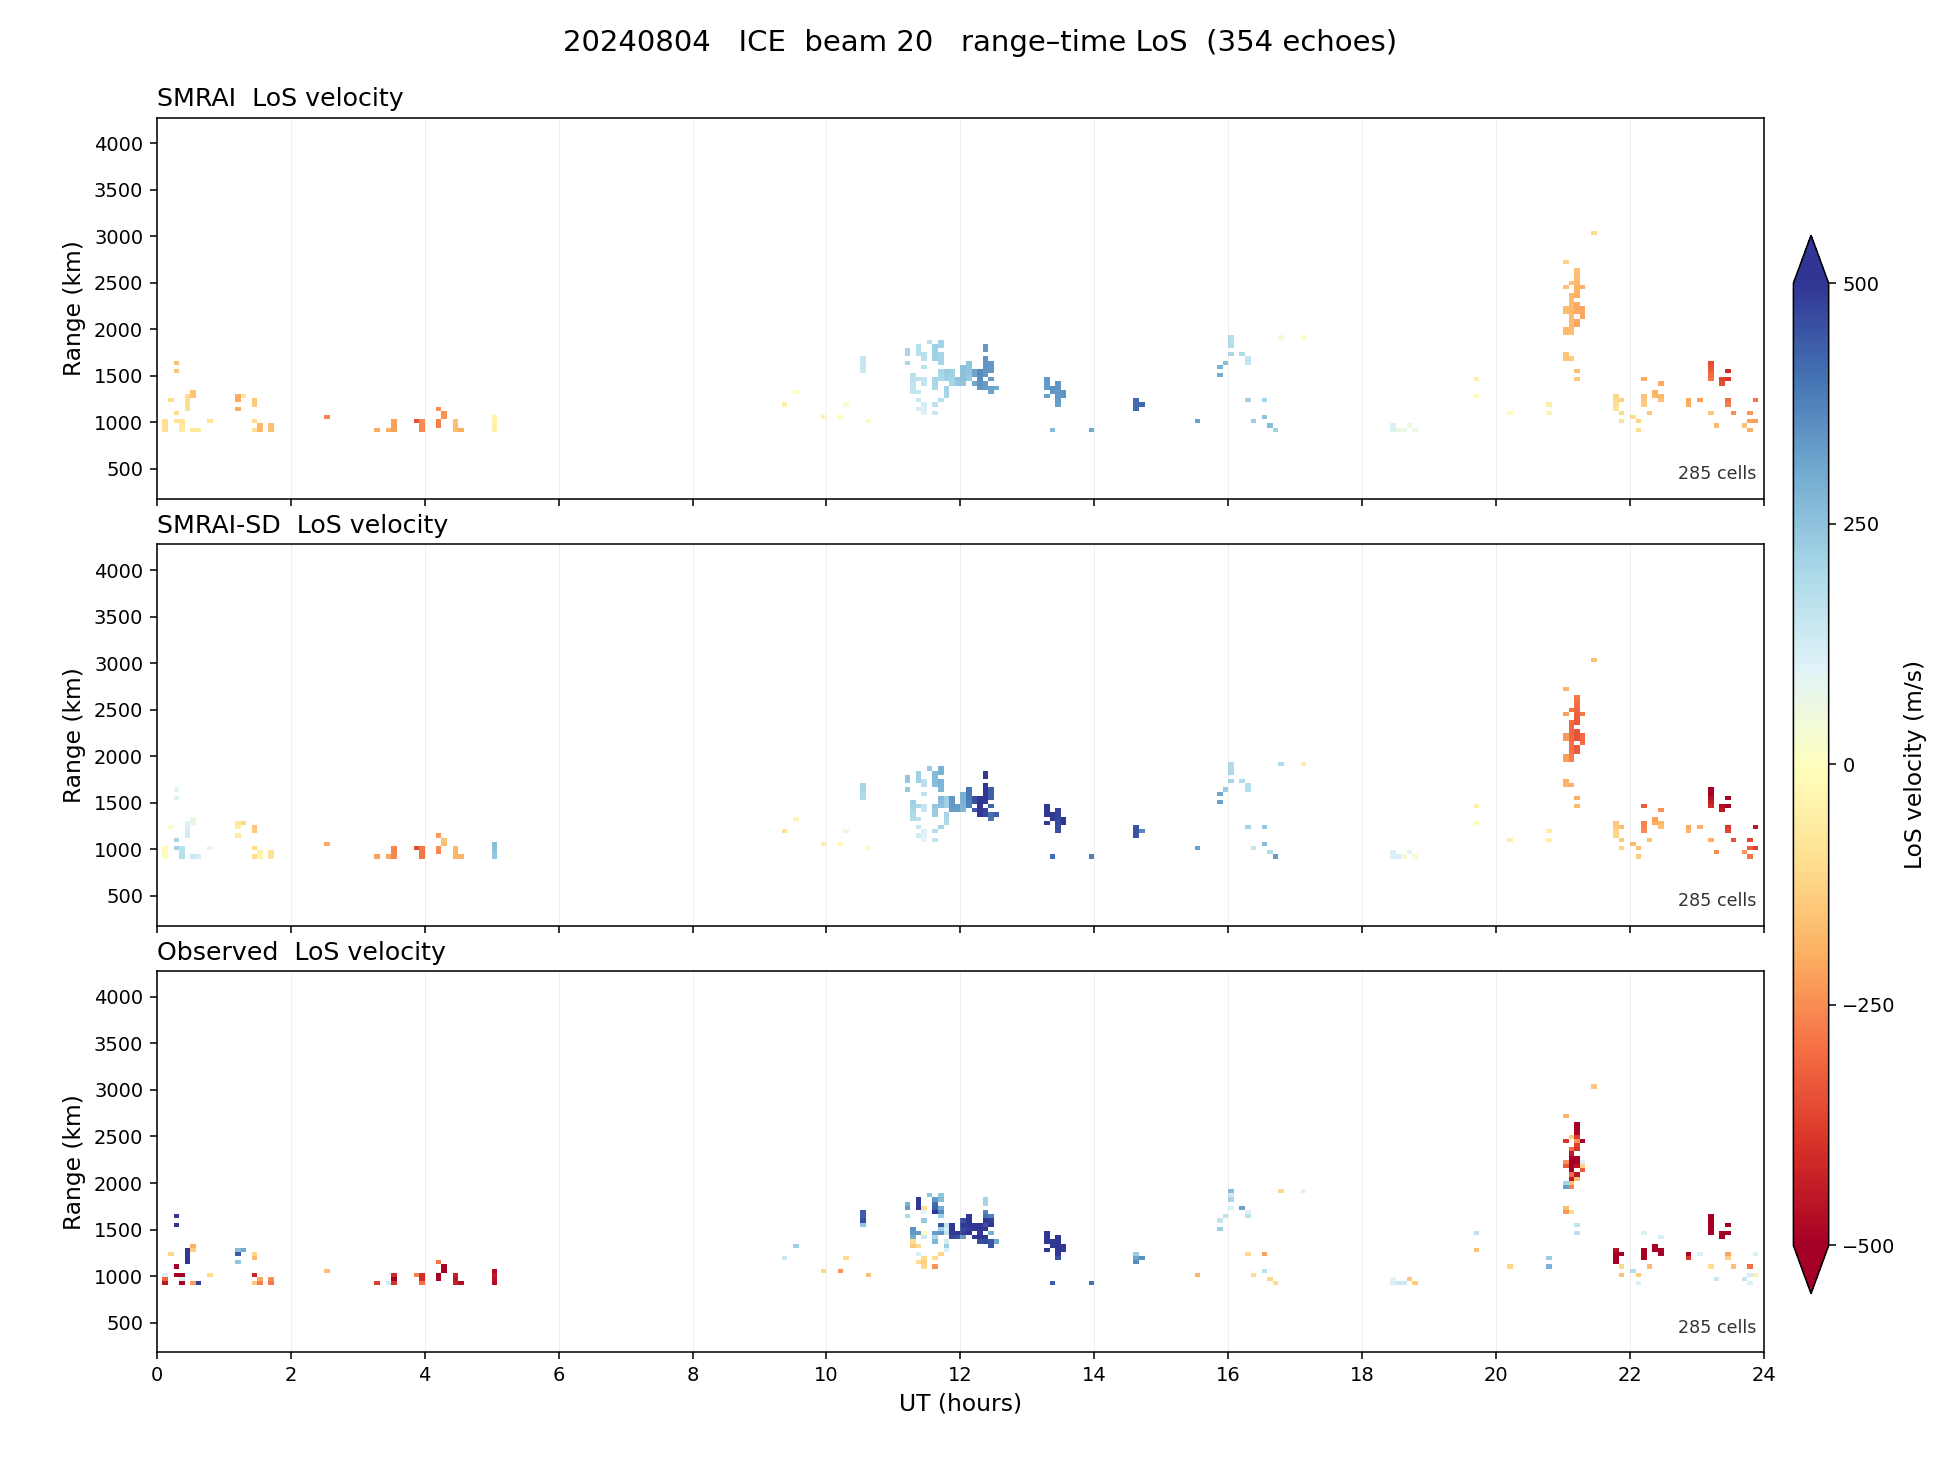 20240804   ICE  beam 20   range–time LoS  (354 echoes)
SMRAI  LoS velocity
4000
3500
3000
2500
2000
1500
1000
500
Range (km)
285 cells
SMRAI-SD  LoS velocity
4000
3500
3000
2500
2000
1500
1000
500
Range (km)
285 cells
Observed  LoS velocity
4000
3500
3000
2500
2000
1500
1000
500
Range (km)
285 cells
0 2 4 6 8 10 12 14 16 18 20 22 24
UT (hours)
500
250
0
−250
−500
LoS velocity (m/s)